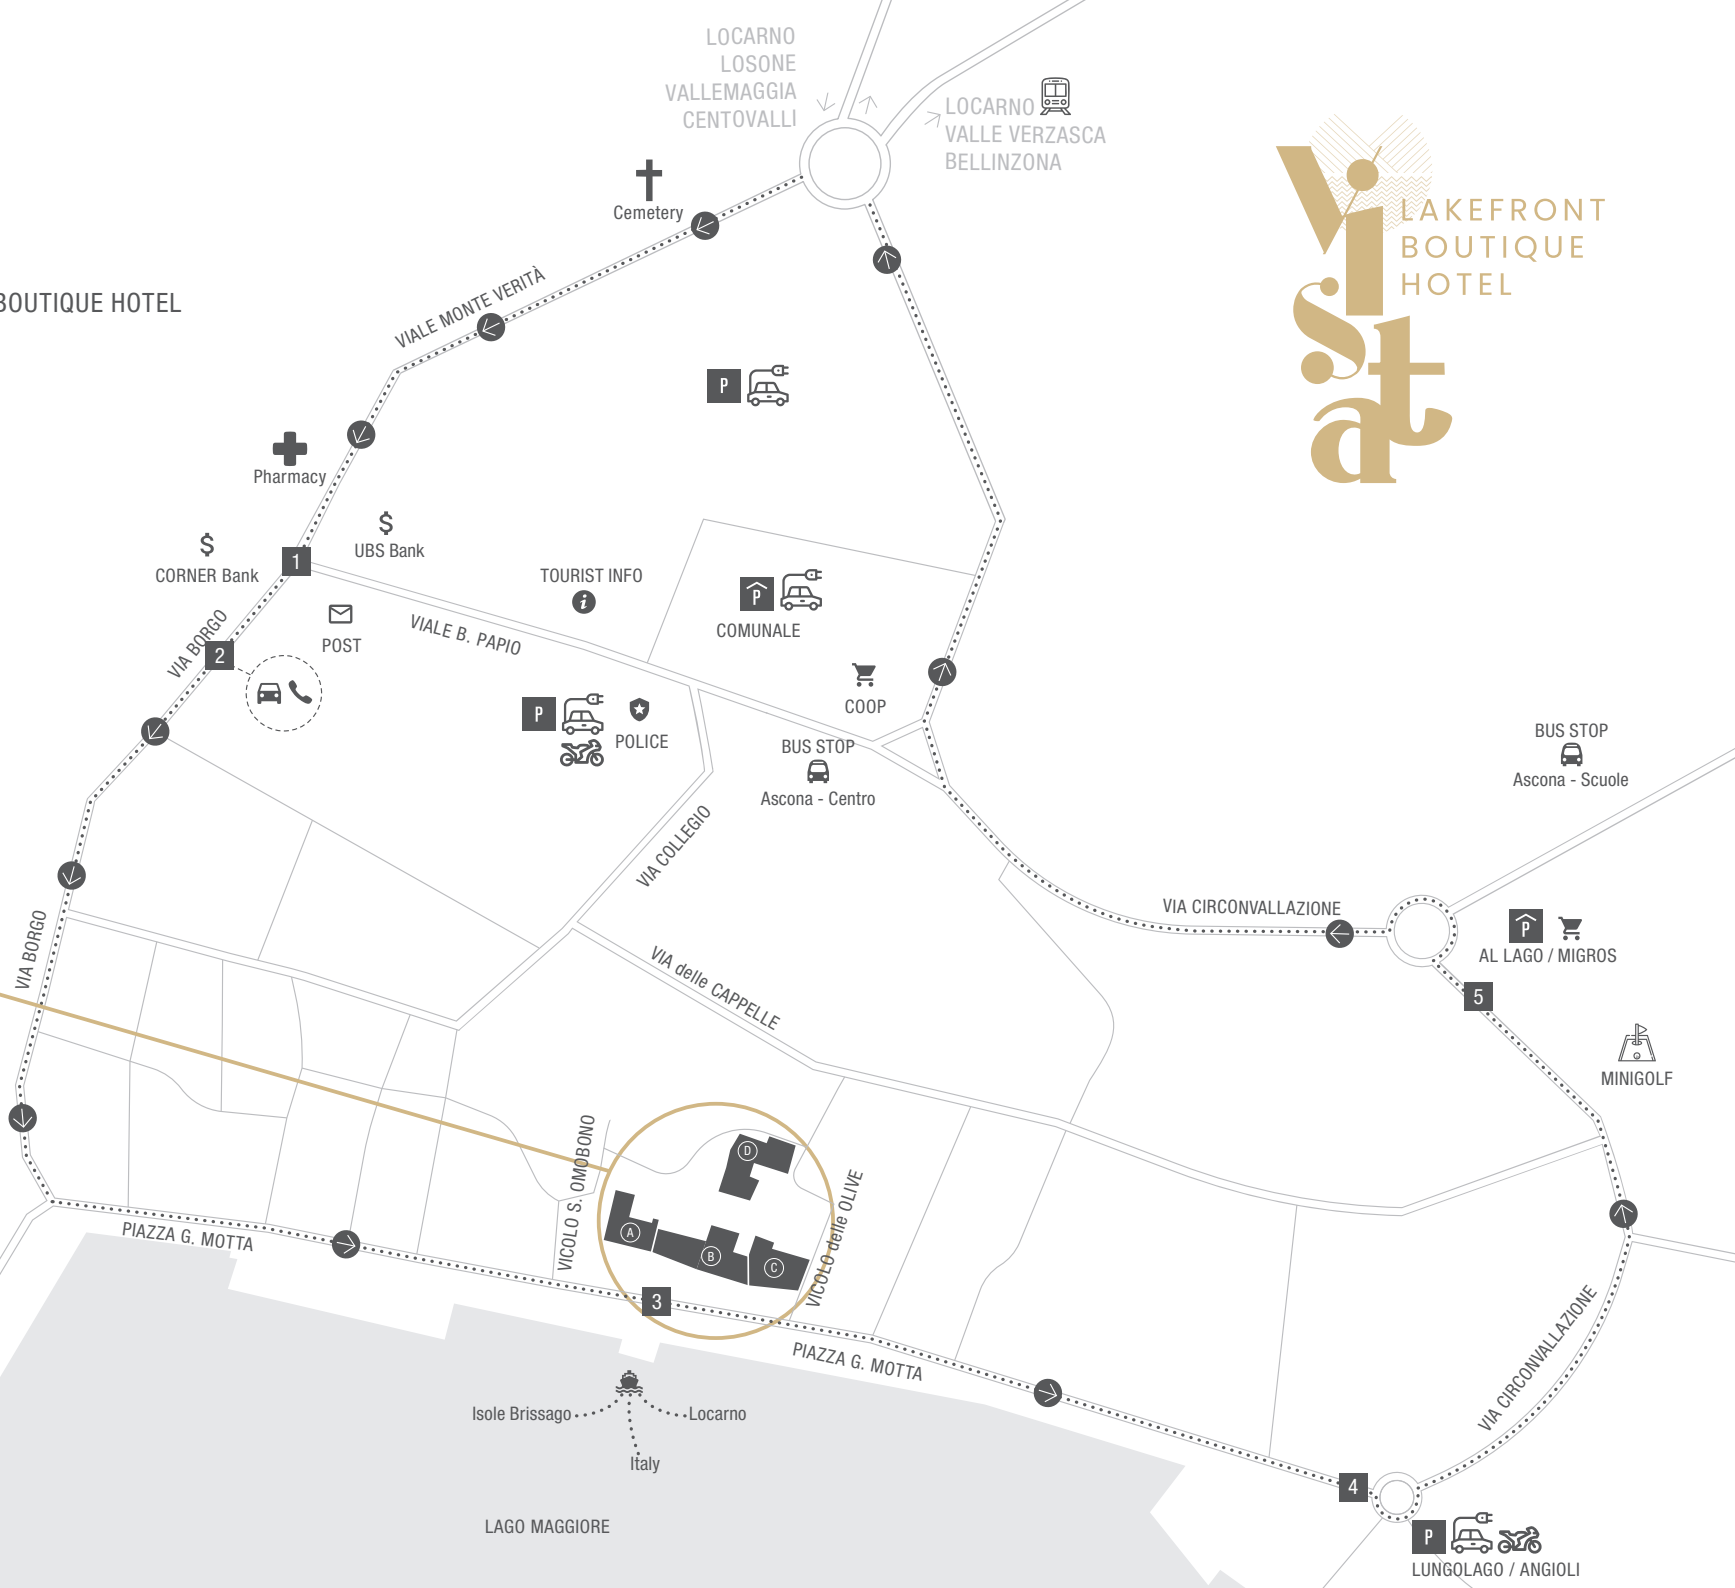 LOCARNO
LOSONE
VALLEMAGGIA
CENTOVALLI
LOCARNO
VALLE VERZASCA
BELLINZONA
vista
LAKEFRONT
BOUTIQUE
HOTEL
Cemetery
BOUTIQUE HOTEL
VIALE MONTE VERITÀ
P
Pharmacy
$
UBS Bank
$
CORNER Bank
1
TOURIST INFO
i
P
COMUNALE
VIALE B. PAPIO
POST
VIA BORGO
2
P
POLICE
COOP
BUS STOP
Ascona - Centro
BUS STOP
Ascona - Scuole
VIA COLLEGIO
VIA CIRCONVALLAZIONE
P
AL LAGO / MIGROS
VIA BORGO
VIA delle CAPPELLE
5
MINIGOLF
VICOLO S. OMOBONO
D
A
B
C
VICOLO delle OLIVE
PIAZZA G. MOTTA
3
PIAZZA G. MOTTA
VIA CIRCONVALLAZIONE
Isole Brissago
Locarno
Italy
4
LAGO MAGGIORE
P
LUNGOLAGO / ANGIOLI